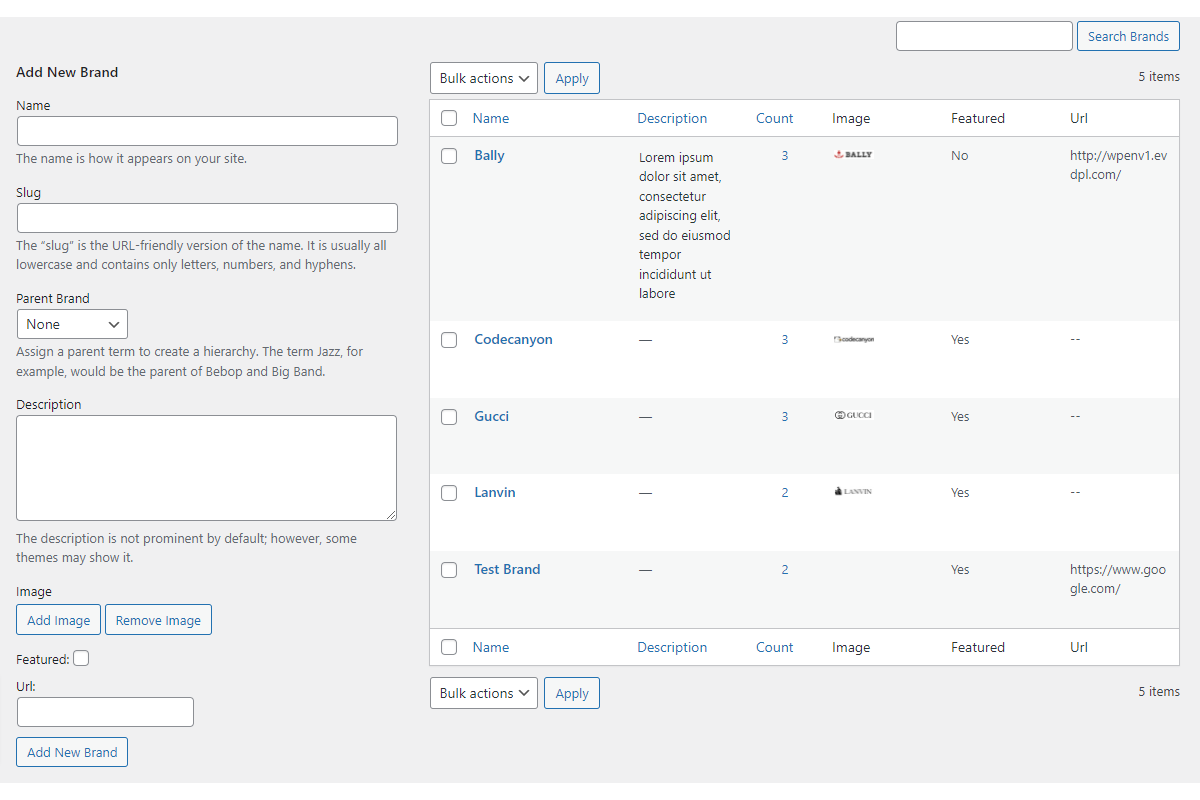 Search Brands
Add New Brand
Name
The name is how it appears on your site.
Slug
The “slug” is the URL-friendly version of the name. It is usually all
lowercase and contains only letters, numbers, and hyphens.
Parent Brand
None
Assign a parent term to create a hierarchy. The term Jazz, for
example, would be the parent of Bebop and Big Band.
Description
The description is not prominent by default; however, some
themes may show it.
Image
Add Image Remove Image
Featured:
Url:
Add New Brand
Bulk actions Apply 5 items
Name Description Count Image Featured Url
Bally Lorem ipsum 3 BALLY No http://wpenv1.ev
dolor sit amet, dpl.com/
consectetur
adipiscing elit,
sed do eiusmod
tempor
incididunt ut
labore
Codecanyon — 3 codecanyon Yes --
Gucci — 3 GUCCI Yes --
Lanvin — 2 LANVIN Yes --
Test Brand — 2 Yes https://www.goo
gle.com/
Name Description Count Image Featured Url
Bulk actions Apply 5 items